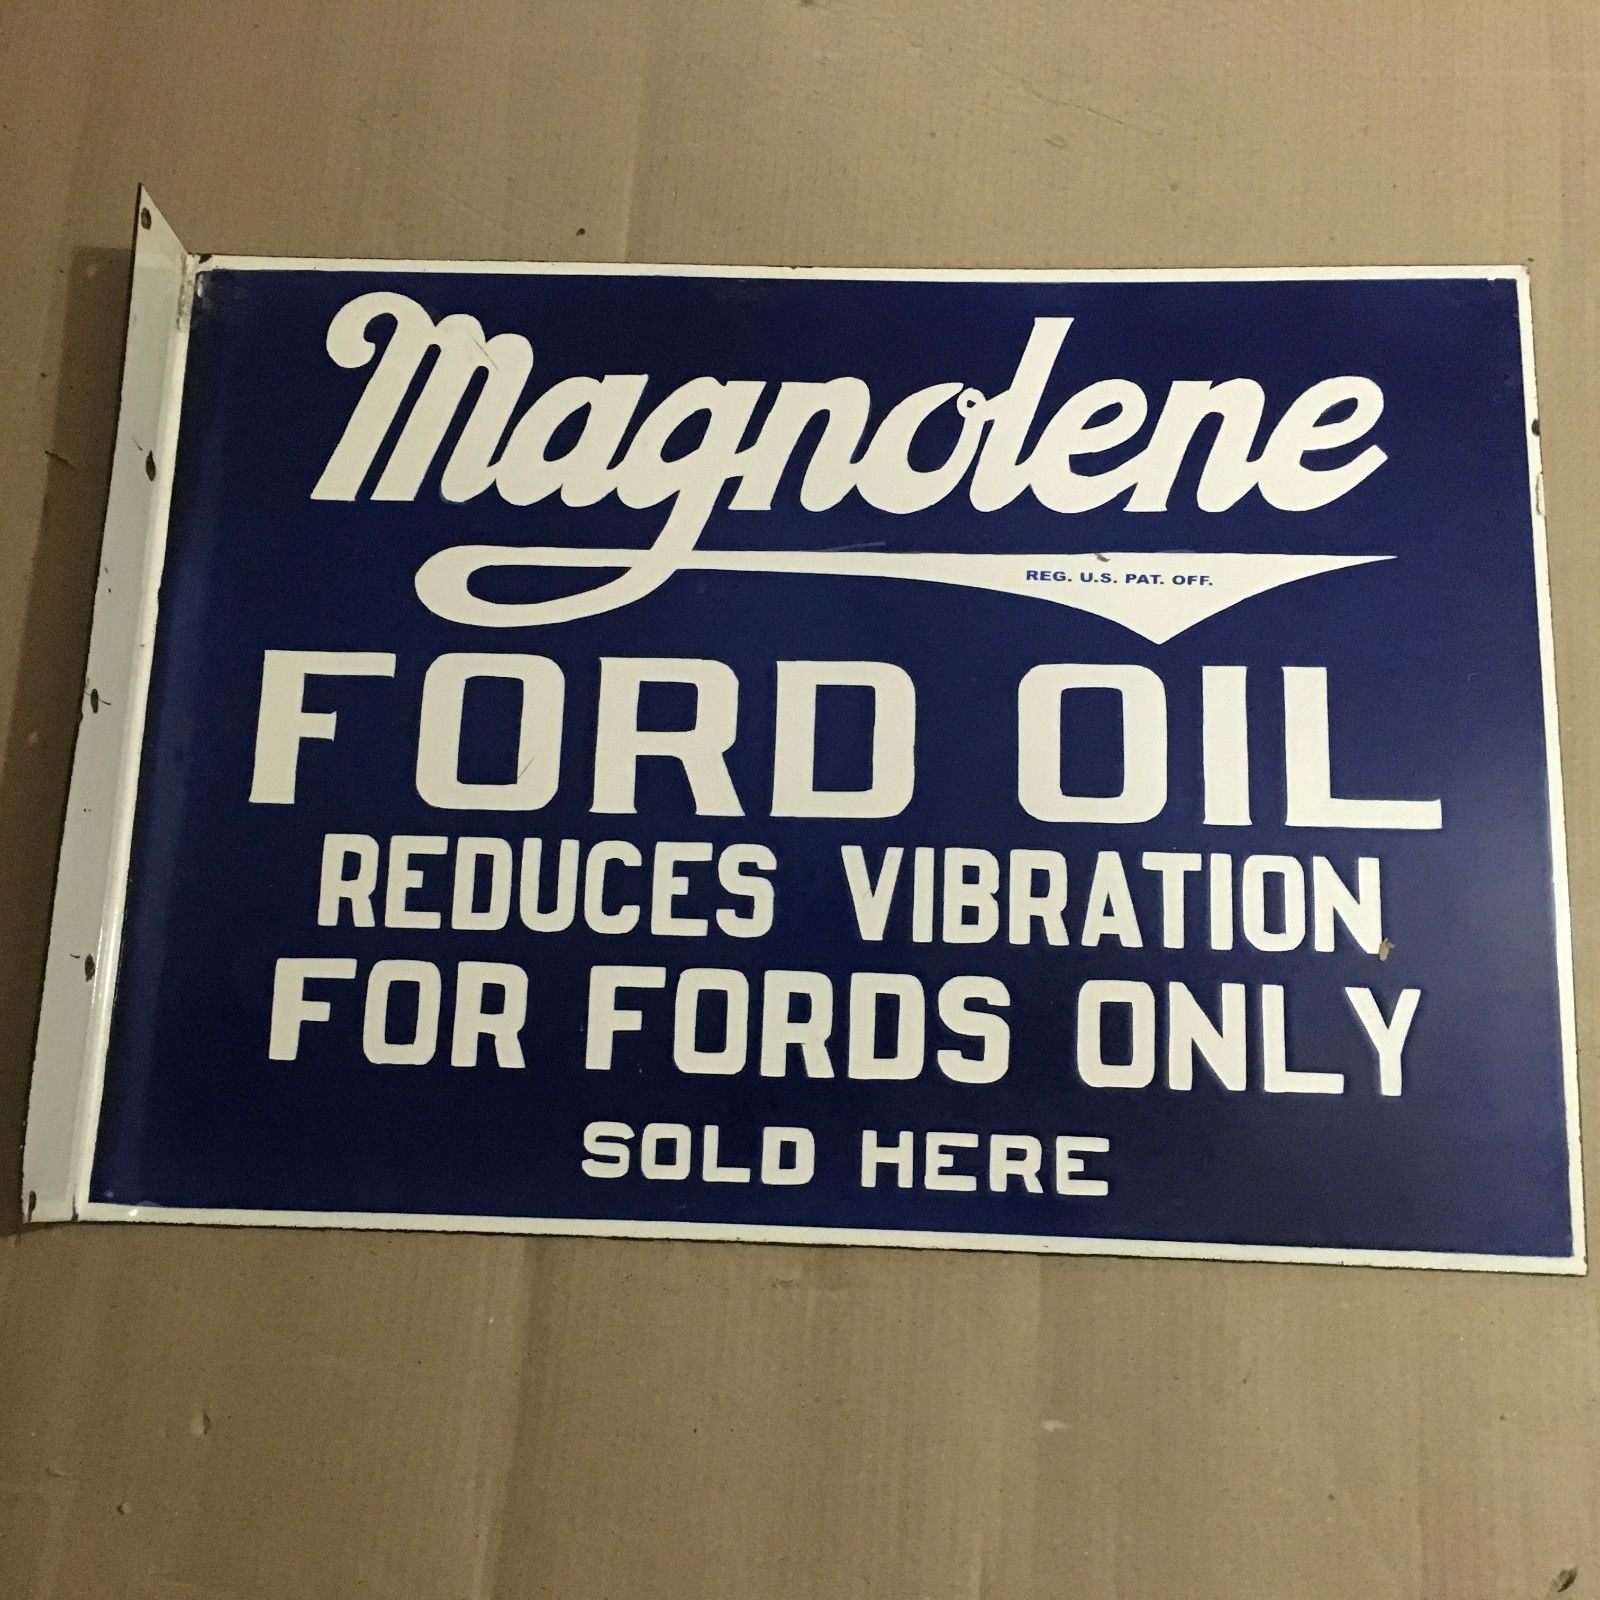 Magnolene
REG. U.S. PAT. OFF.
FORD OIL
REDUCES VIBRATION
FOR FORDS ONLY
SOLD HERE